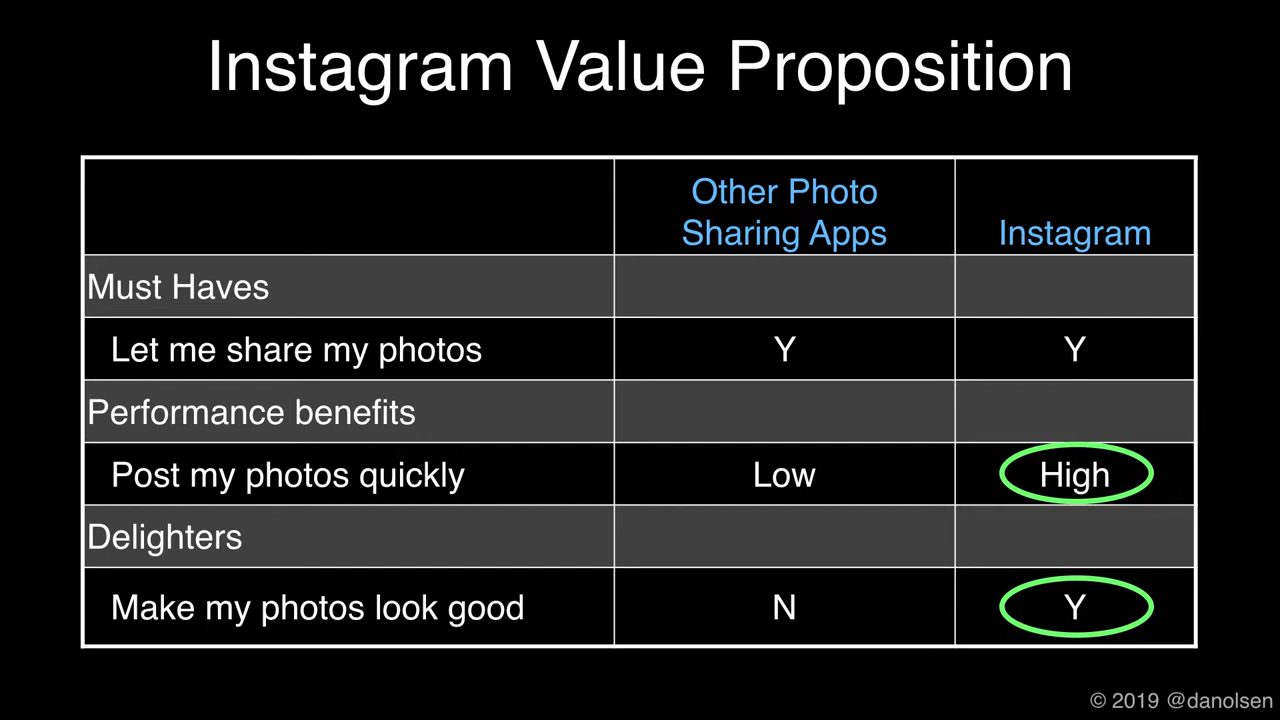 Instagram Value Proposition
Other Photo
Sharing Apps
Instagram
Must Haves
Let me share my photos Y Y
Performance benefits
Post my photos quickly Low High
Delighters
Make my photos look good N Y
© 2019 @danolsen